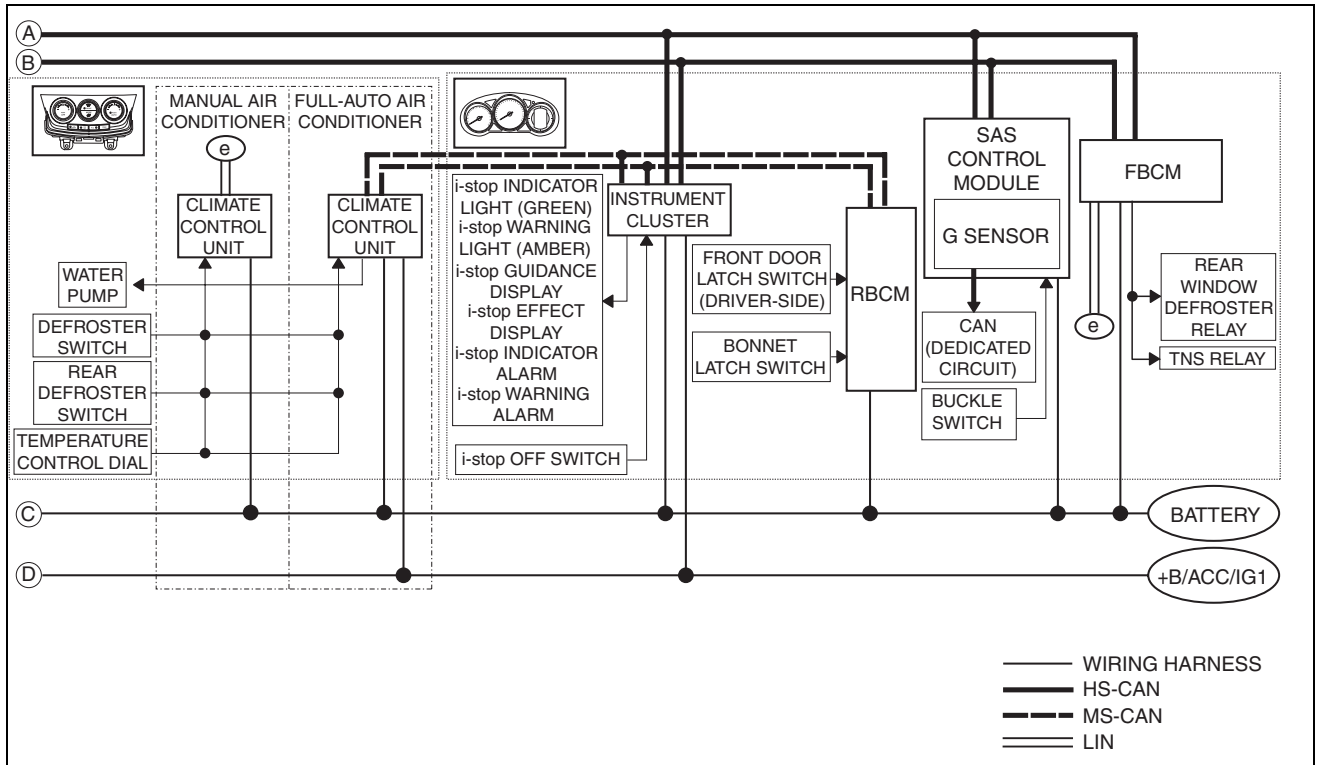 A
B
MANUAL AIR
CONDITIONER
FULL-AUTO AIR
CONDITIONER
e
CLIMATE
CONTROL
UNIT
CLIMATE
CONTROL
UNIT
WATER
PUMP
DEFROSTER
SWITCH
REAR
DEFROSTER
SWITCH
TEMPERATURE
CONTROL DIAL
i-stop INDICATOR
LIGHT (GREEN)
i-stop WARNING
LIGHT (AMBER)
i-stop GUIDANCE
DISPLAY
i-stop EFFECT
DISPLAY
i-stop INDICATOR
ALARM
i-stop WARNING
ALARM
INSTRUMENT
CLUSTER
i-stop OFF SWITCH
FRONT DOOR
LATCH SWITCH
(DRIVER-SIDE)
BONNET
LATCH SWITCH
RBCM
SAS
CONTROL
MODULE
G SENSOR
CAN
(DEDICATED
CIRCUIT)
BUCKLE
SWITCH
FBCM
e
REAR
WINDOW
DEFROSTER
RELAY
TNS RELAY
C
BATTERY
D
+B/ACC/IG1
WIRING HARNESS
HS-CAN
MS-CAN
LIN